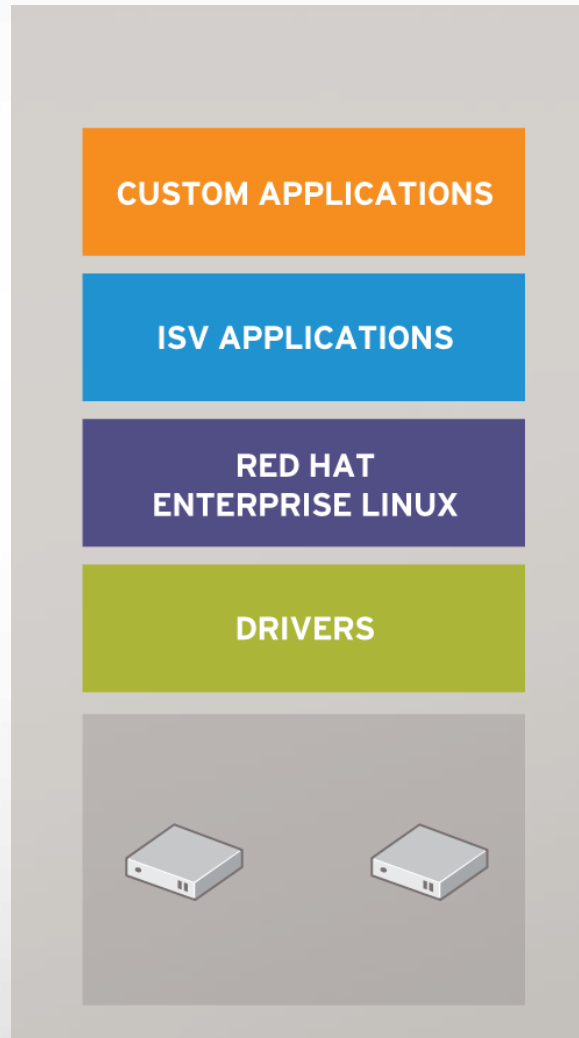 CUSTOM APPLICATIONS
ISV APPLICATIONS
RED HAT
ENTERPRISE LINUX
DRIVERS